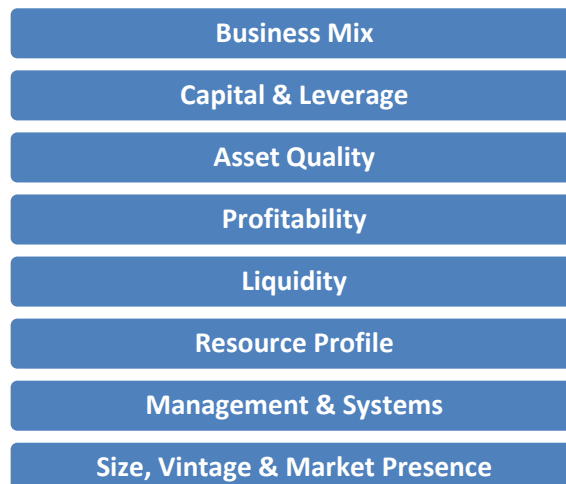 Business Mix
Capital & Leverage
Asset Quality
Profitability
Liquidity
Resource Profile
Management & Systems
Size, Vintage & Market Presence